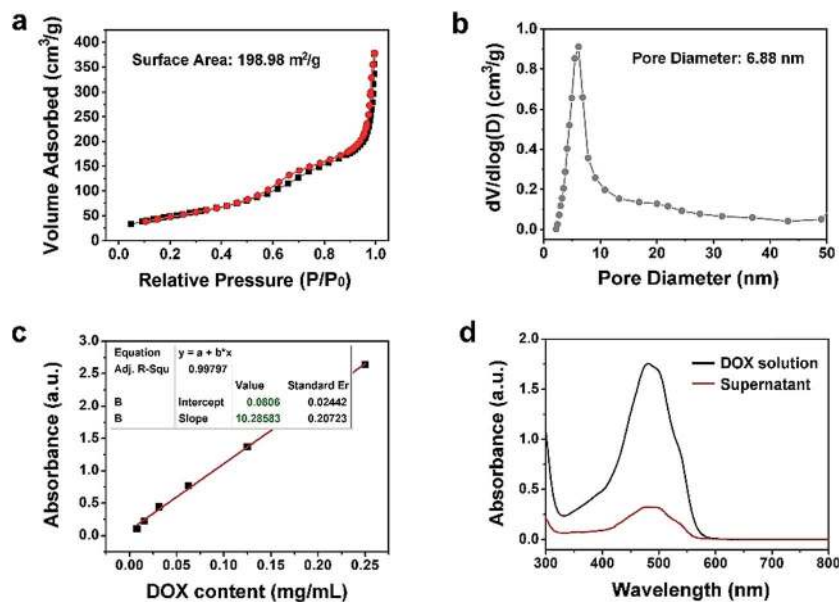 a
Surface Area: 198.98 m²/g
Volume Adsorbed (cm³/g)
400
350
300
250
200
150
100
50
0
0.0 0.2 0.4 0.6 0.8 1.0
Relative Pressure (P/P₀)
b
Pore Diameter: 6.88 nm
dV/dlog(D) (cm³/g)
1.0
0.8
0.6
0.4
0.2
0.0
0 10 20 30 40 50
Pore Diameter (nm)
c
Equation y = a + b*x
Adj. R-Squ 0.99797
Value Standard Er
B Intercept 0.0806 0.02442
B Slope 10.28583 0.20723
Absorbance (a.u.)
3.0
2.5
2.0
1.5
1.0
0.5
0.0
0.00 0.05 0.10 0.15 0.20 0.25
DOX content (mg/mL)
d
DOX solution
Supernatant
Absorbance (a.u.)
2.0
1.5
1.0
0.5
0.0
300 400 500 600 700 800
Wavelength (nm)